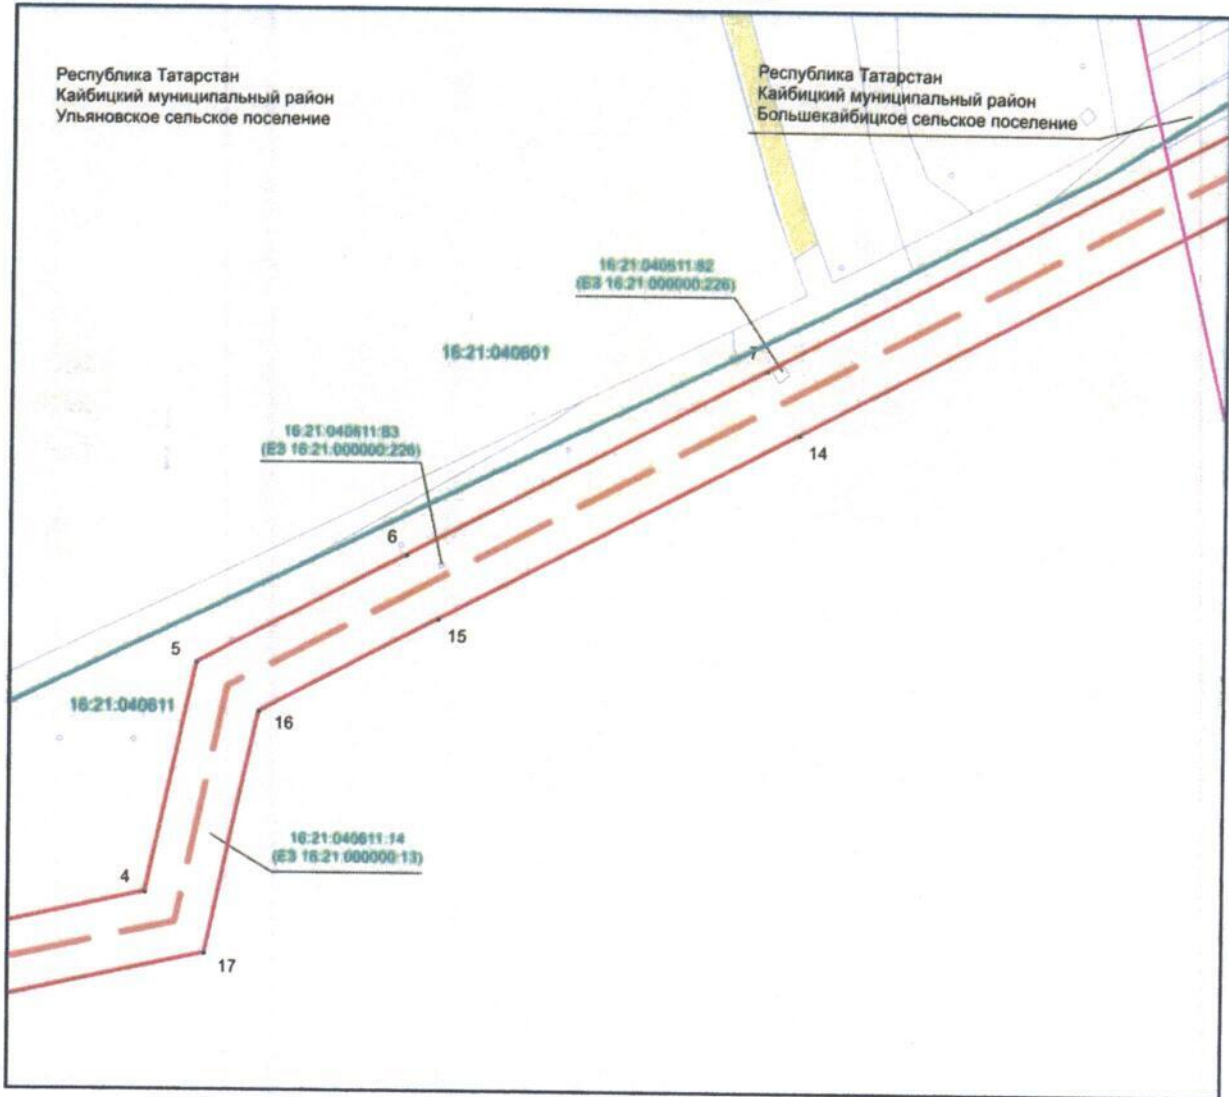 Республика Татарстан
Кайбицкий муниципальный район
Ульяновское сельское поселение
Республика Татарстан
Кайбицкий муниципальный район
Большекайбицкое сельское поселение
16:21:040611:82
(ЕЗ 16:21:000000:226)
7
16:21:040601
16:21:040611:83
(ЕЗ 16:21:000000:226)
14
6
15
5
16:21:040611
16
16:21:040611:14
(ЕЗ 16:21:000000:13)
4
17